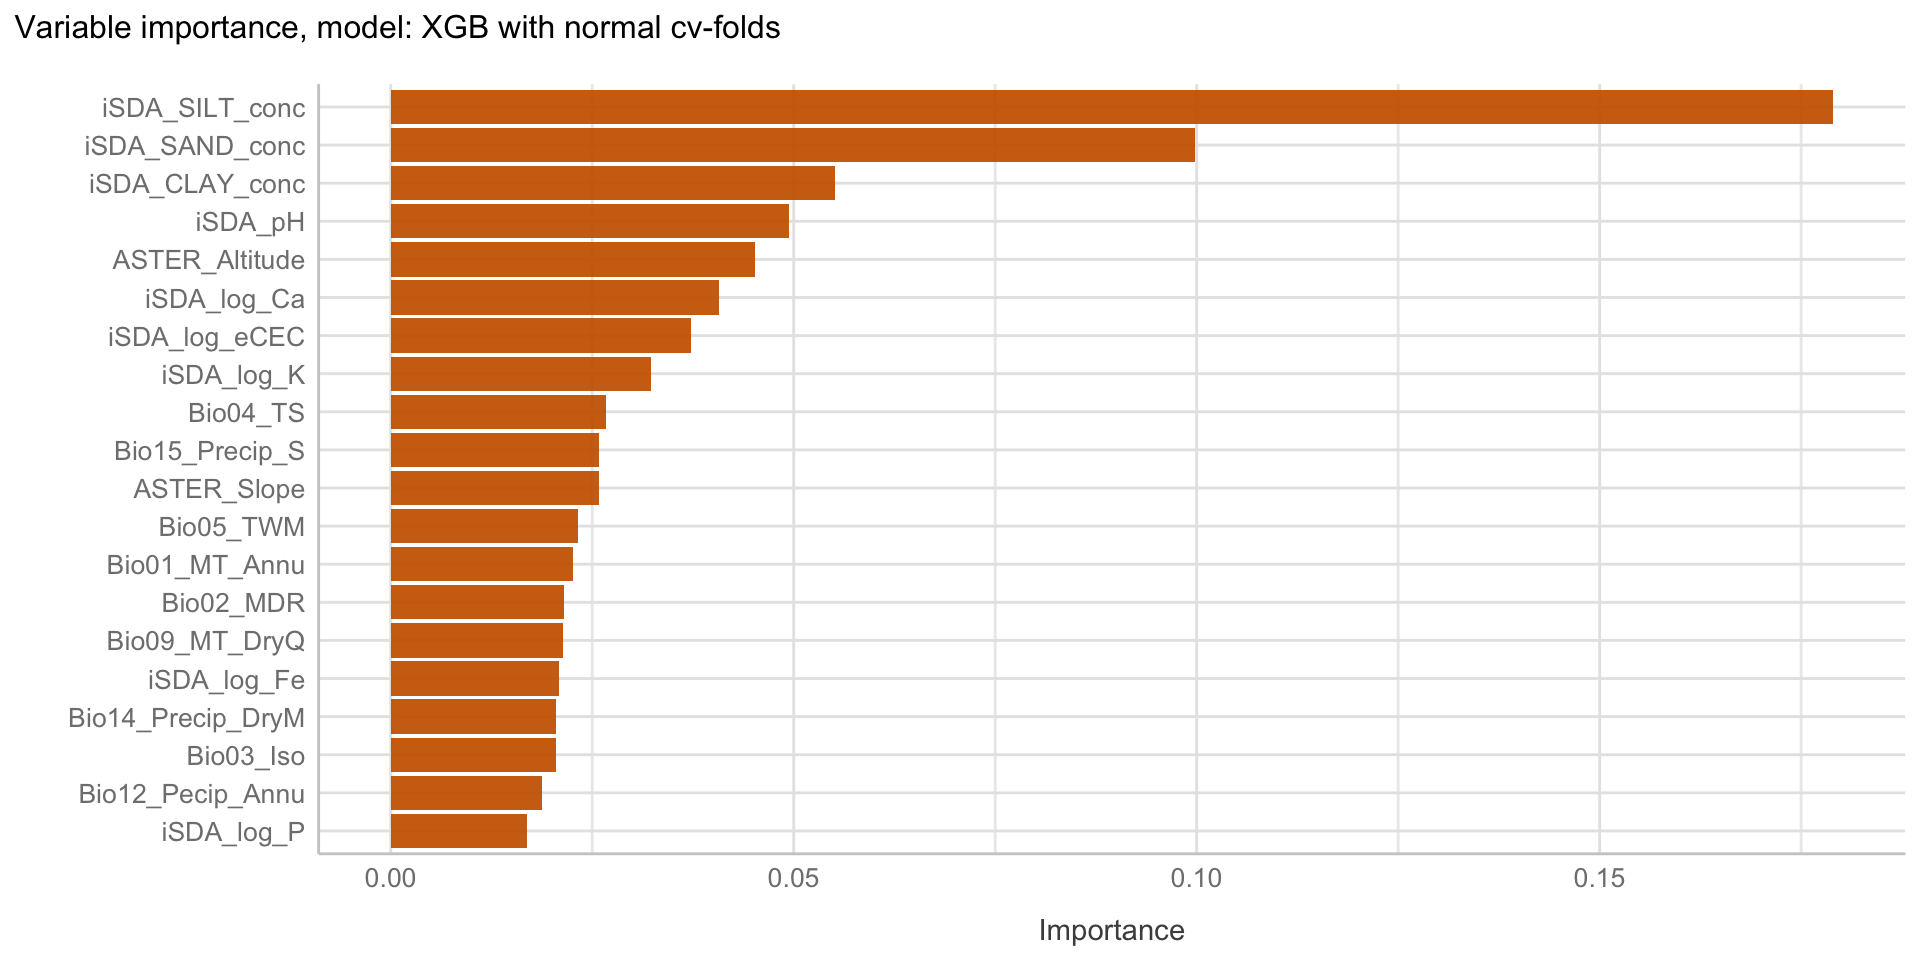 Variable importance, model: XGB with normal cv-folds
iSDA_SILT_conc
iSDA_SAND_conc
iSDA_CLAY_conc
iSDA_pH
ASTER_Altitude
iSDA_log_Ca
iSDA_log_eCEC
iSDA_log_K
Bio04_TS
Bio15_Precip_S
ASTER_Slope
Bio05_TWM
Bio01_MT_Annu
Bio02_MDR
Bio09_MT_DryQ
iSDA_log_Fe
Bio14_Precip_DryM
Bio03_Iso
Bio12_Pecip_Annu
iSDA_log_P
0.00 0.05 0.10 0.15
Importance